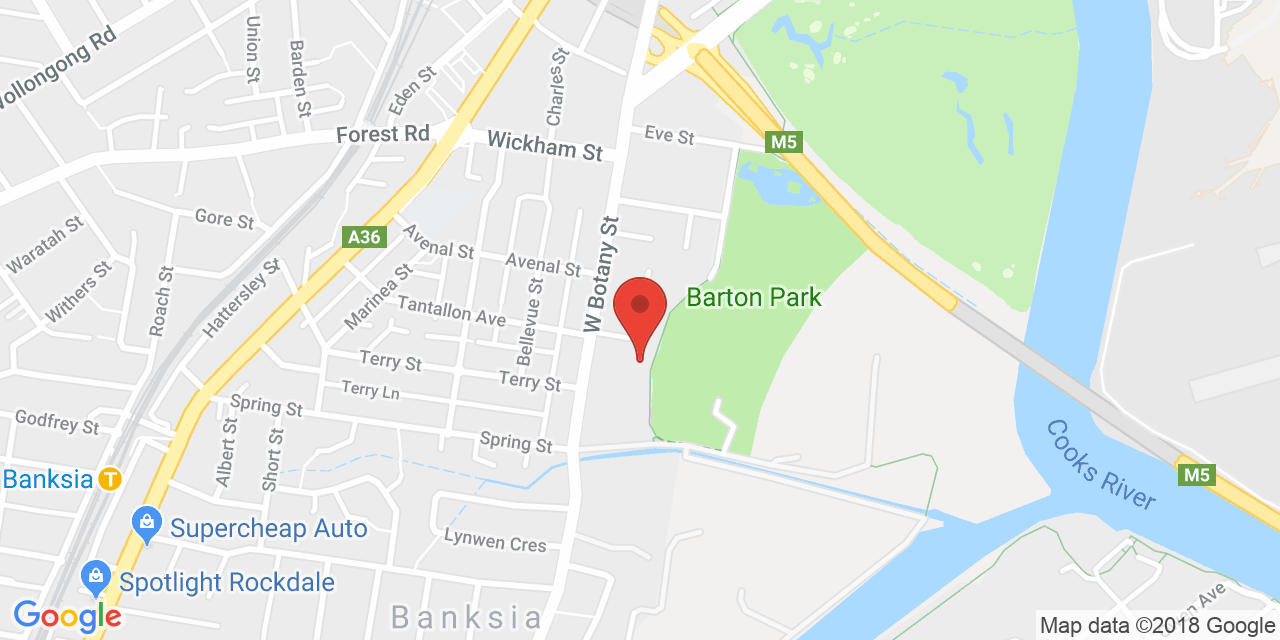 Wollongong Rd
Union St
Barden St
Eden St
Charles St
Forest Rd
Wickham St
Eve St
M5
Gore St
Waratah St
Withers St
Roach St
Hattersley St
A36
Avenal St
Avenal St
Marinea St
W Botany St
Barton Park
Tantallon Ave
Bellevue St
Terry St
Terry St
Terry Ln
Spring St
Spring St
Godfrey St
Albert St
Short St
Banksia
T
Cooks River
M5
Supercheap Auto
Lynwen Cres
Spotlight Rockdale
Banksia
Ave
Google
Map data ©2018 Google